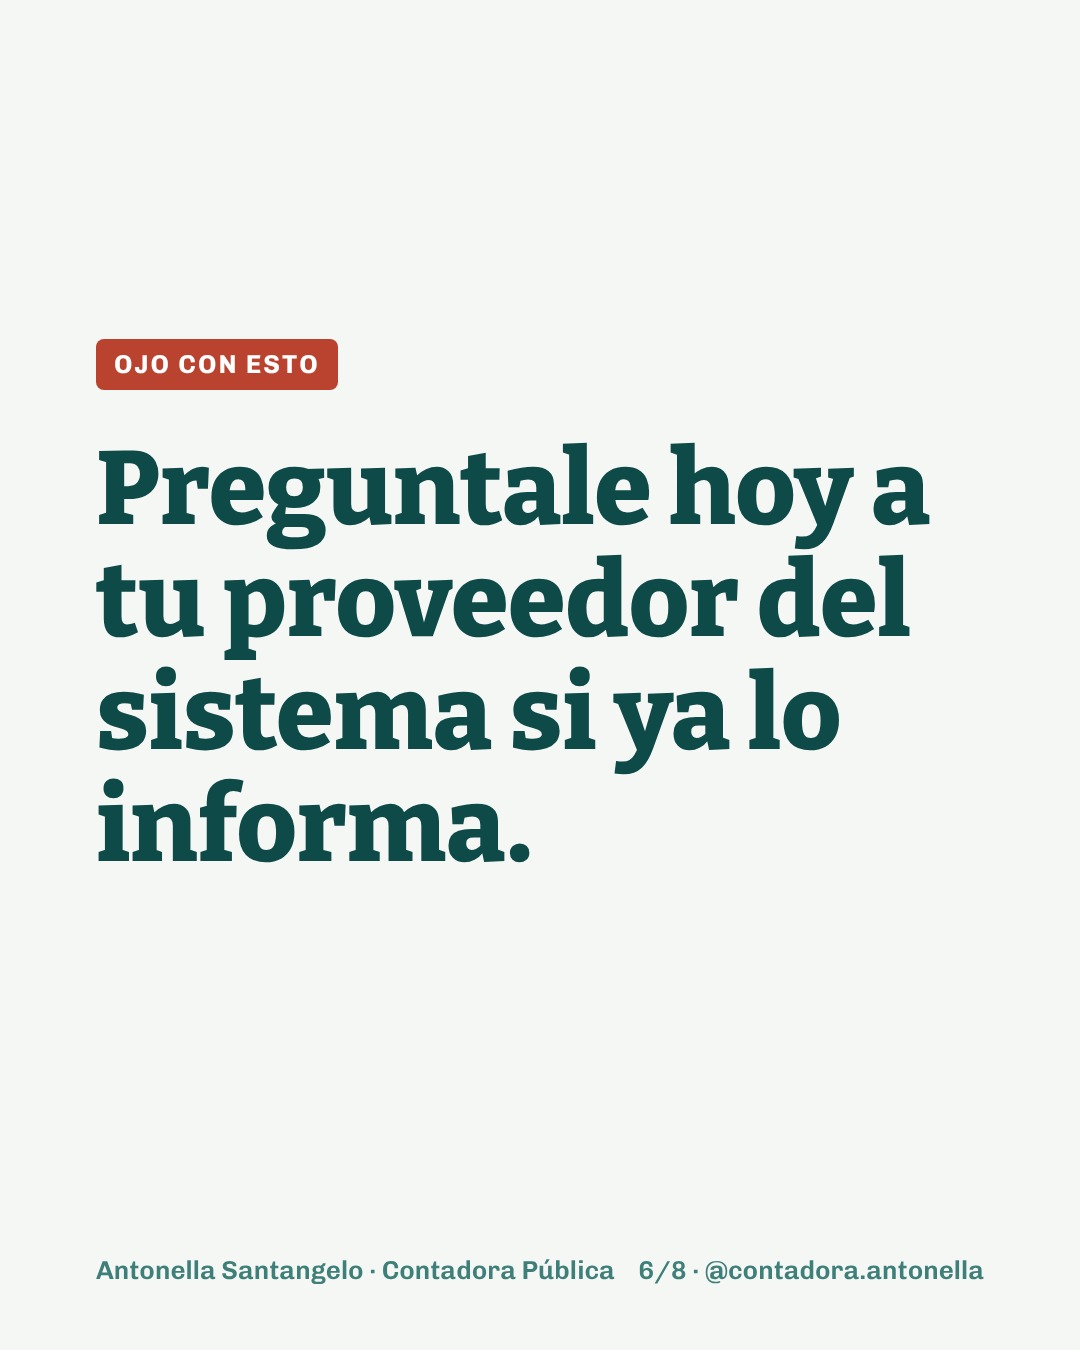 OJO CON ESTO
Preguntale hoy a
tu proveedor del
sistema si ya lo
informa.
Antonella Santangelo · Contadora Pública 6/8 · @contadora.antonella